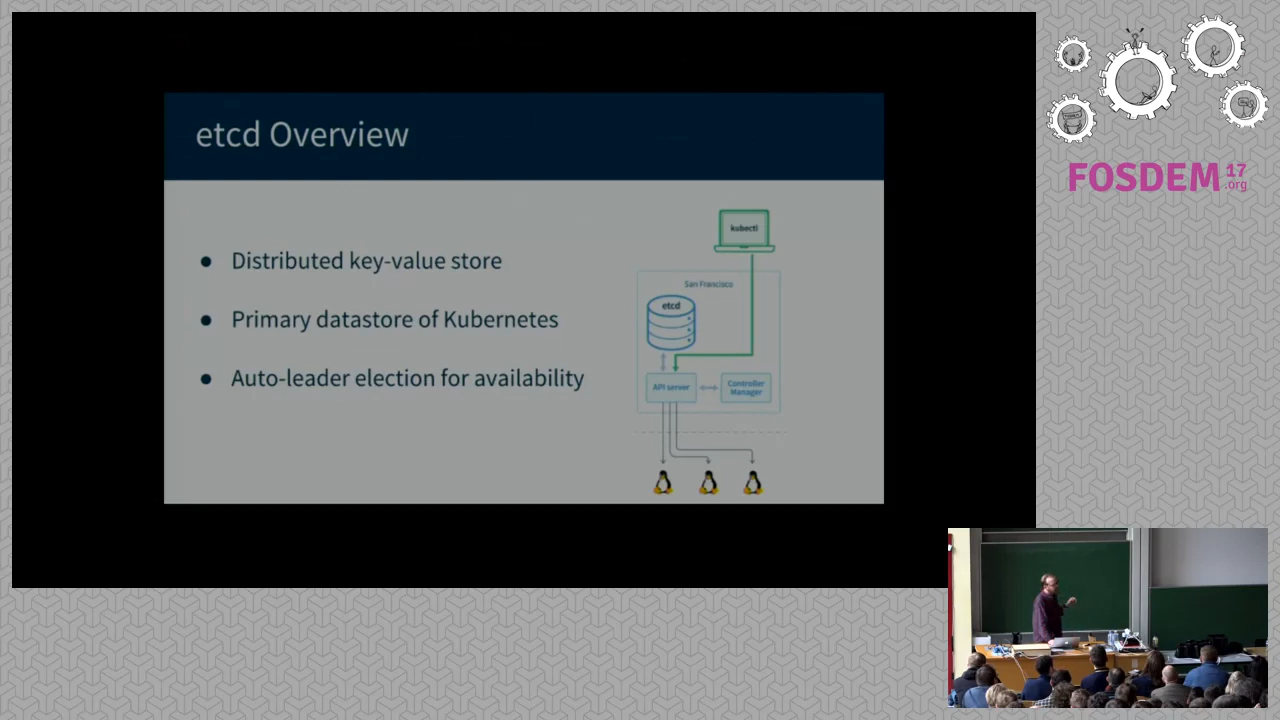 etcd Overview
● Distributed key-value store
● Primary datastore of Kubernetes
● Auto-leader election for availability
kubectl
San Francisco
etcd
API server
Controller
Manager
FOSDEM 17
.org